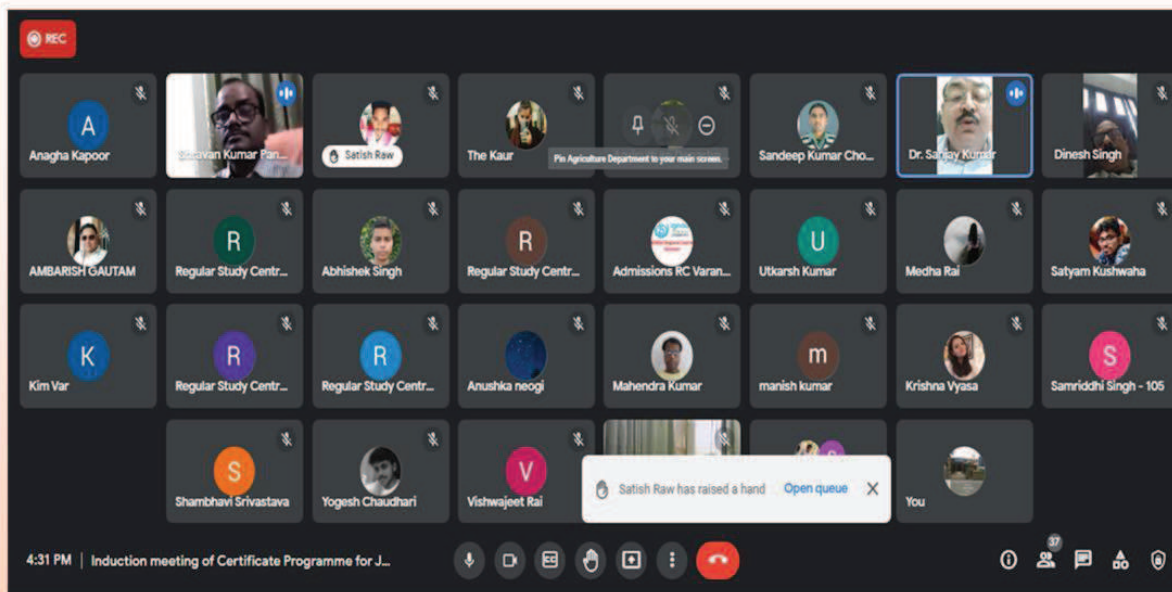 REC
A
Anagha Kapoor
Shravan Kumar Pan...
Satish Raw
The Kaur
Pin Agriculture Department to your main screen.
Sandeep Kumar Cho...
Dr. Sanjay Kumar
Dinesh Singh
AMBARISH GAUTAM
R
Regular Study Centr...
Abhishek Singh
R
Regular Study Centr...
Admissions RC Varan...
U
Utkarsh Kumar
Medha Rai
Satyam Kushwaha
K
Kim Var
R
Regular Study Centr...
R
Regular Study Centr...
Anushka neogi
Mahendra Kumar
m
manish kumar
Krishna Vyasa
S
Samriddhi Singh - 105
S
Shambhavi Srivastava
Yogesh Chaudhari
V
Vishwajeet Rai
Satish Raw has raised a hand Open queue
You
4:31 PM | Induction meeting of Certificate Programme for J...
CC
37